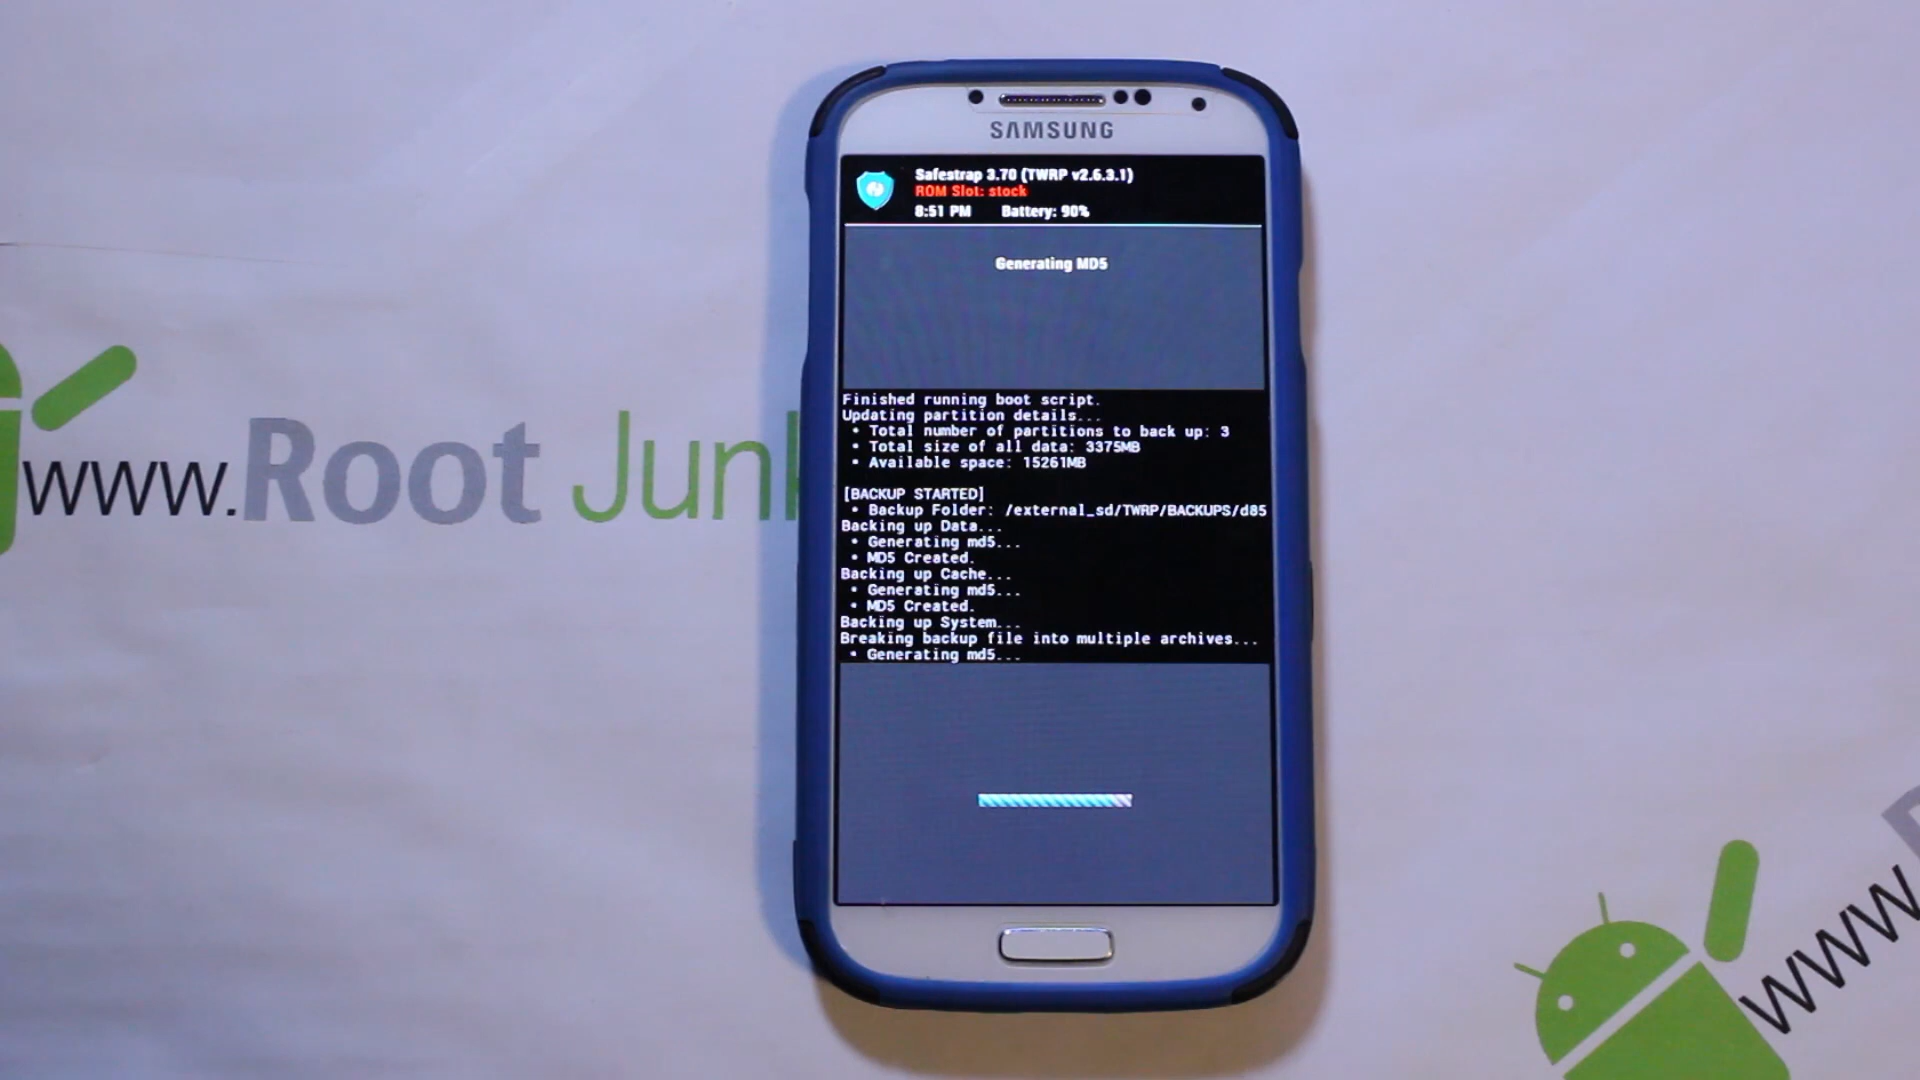 SAMSUNG
Safestrap 3.70 (TWRP v2.6.3.1)
ROM Slot: stock
8:51 PM Battery: 90%
Generating MD5
Finished running boot script.
Updating partition details...
• Total number of partitions to back up: 3
• Total size of all data: 3375MB
• Available space: 15261MB
[BACKUP STARTED]
• Backup Folder: /external_sd/TWRP/BACKUPS/d85
Backing up Data...
• Generating md5...
• MD5 Created.
Backing up Cache...
• Generating md5...
• MD5 Created.
Backing up System...
Breaking backup file into multiple archives...
• Generating md5...
www.Root Junk
www.